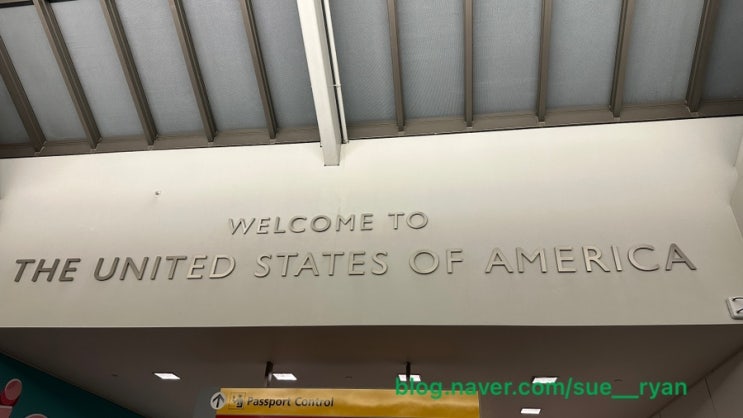 WELCOME TO
THE UNITED STATES OF AMERICA
Passport Control
blog.naver.com/sue__ryan